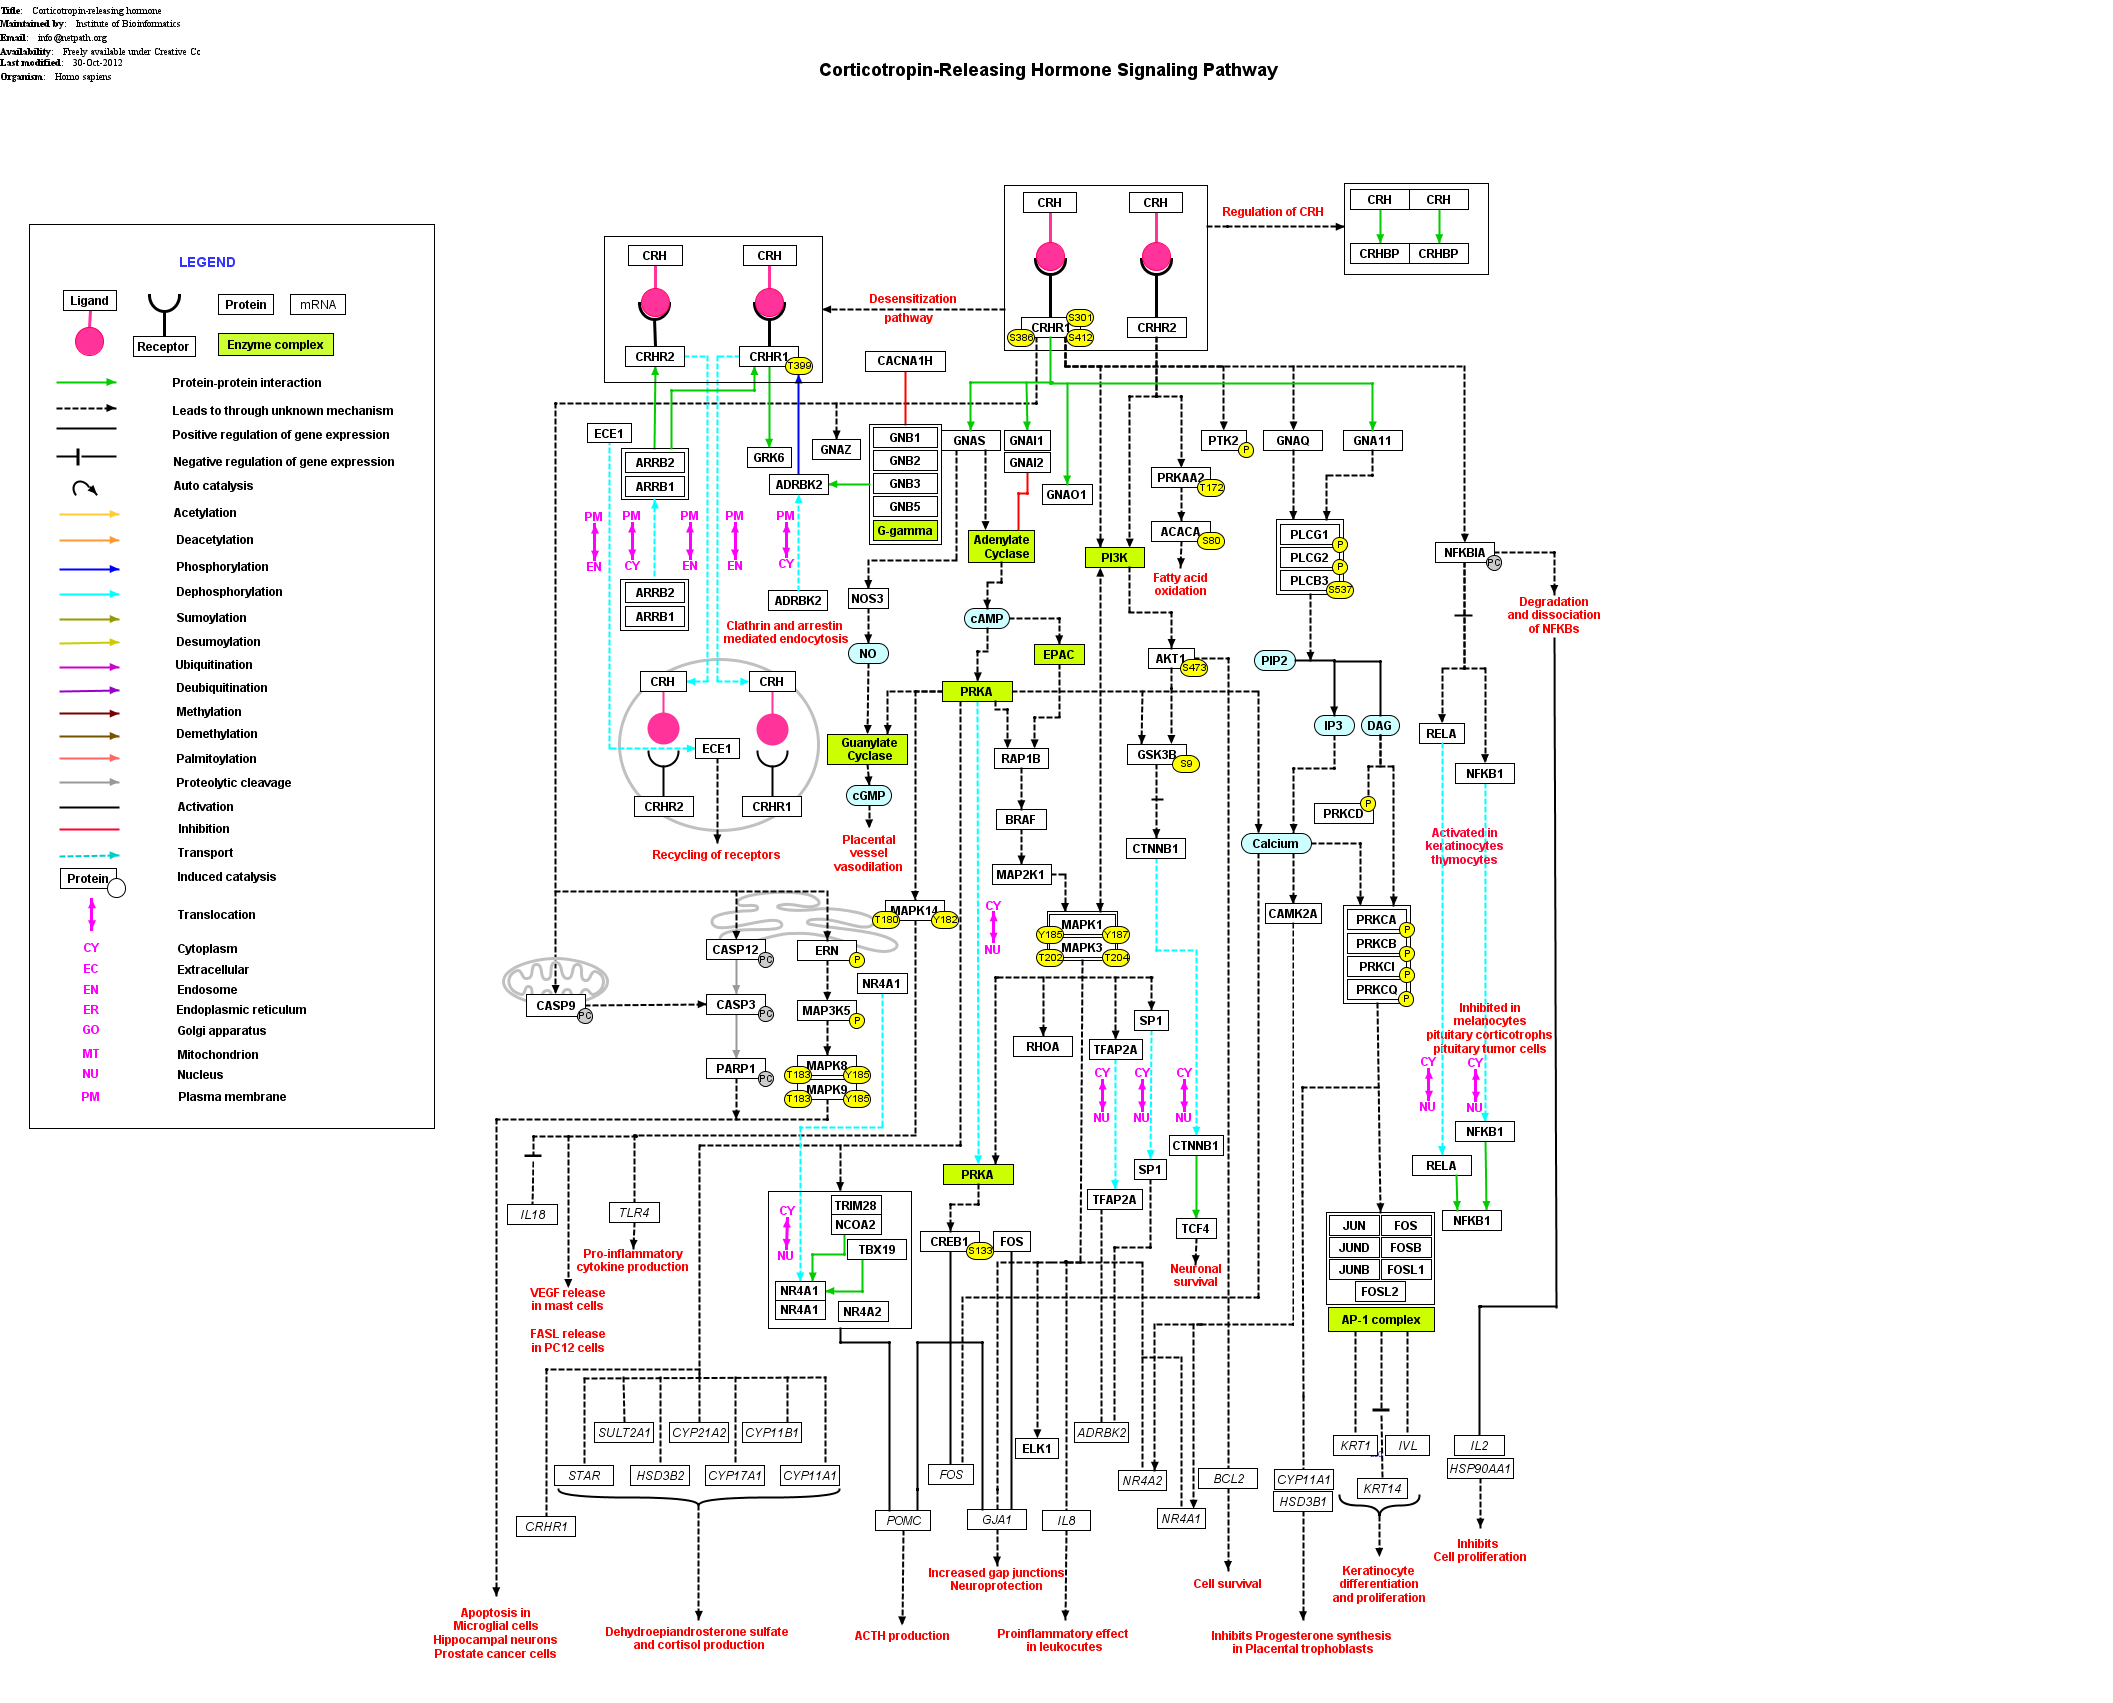 Title: Corticotropin-releasing hormone
Maintained by: Institute of Bioinformatics
Email: info@netpath.org
Availability: Freely available under Creative Cc
Last modified: 30-Oct-2012
Organism: Homo sapiens
Corticotropin-Releasing Hormone Signaling Pathway
LEGEND
Ligand
Receptor
Protein
mRNA
Enzyme complex
Protein-protein interaction
Leads to through unknown mechanism
Positive regulation of gene expression
Negative regulation of gene expression
Auto catalysis
Acetylation
Deacetylation
Phosphorylation
Dephosphorylation
Sumoylation
Desumoylation
Ubiquitination
Deubiquitination
Methylation
Demethylation
Palmitoylation
Proteolytic cleavage
Activation
Inhibition
Transport
Protein
Induced catalysis
Translocation
CY Cytoplasm
EC Extracellular
EN Endosome
ER Endoplasmic reticulum
GO Golgi apparatus
MT Mitochondrion
NU Nucleus
PM Plasma membrane
CRH CRH
CRHR1 S301
S386 S412
CRHR2
Regulation of CRH
CRH CRH
CRHBP CRHBP
Desensitization
pathway
CRH CRH
CRHR2 CRHR1
T399
CACNA1H
ECE1
ARRB2
ARRB1
GRK6
GNAZ
ADRBK2
GNB1
GNB2
GNB3
GNB5
G-gamma
GNAS
GNAI1
GNAI2
GNAO1
PRKAA2
T172
ACACA
S80
Fatty acid
oxidation
PTK2
P
GNAQ
GNA11
PLCG1
P
PLCG2
P
PLCB3
S537
NFKBIA
PC
Degradation
and dissociation
of NFKBs
PM PM PM PM PM
EN CY EN EN CY
ARRB2
ARRB1
ADRBK2
Clathrin and arrestin
mediated endocytosis
Adenylate
Cyclase
PI3K
NOS3
NO
cAMP
EPAC
AKT1
S473
PIP2
IP3
DAG
CRH CRH
ECE1
CRHR2 CRHR1
Recycling of receptors
PRKA
Guanylate
Cyclase
cGMP
Placental
vessel
vasodilation
RAP1B
BRAF
MAP2K1
GSK3B
S9
CTNNB1
Calcium
PRKCD
P
RELA
NFKB1
Activated in
keratinocytes
thymocytes
CAMK2A
PRKCA
P
PRKCB
P
PRKCI
P
PRKCQ
P
MAPK14
T180 Y182
CY
NU
MAPK1
Y185 Y187
MAPK3
T202 T204
CASP12
PC
ERN
P
NR4A1
CASP9
PC
CASP3
PC
MAP3K5
P
PARP1
PC
MAPK8
T183 Y185
MAPK9
T183 Y185
RHOA
TFAP2A
SP1
CY CY CY
NU NU NU
Inhibited in
melanocytes
pituitary corticotrophs
pituitary tumor cells
CY CY
NU NU
NFKB1
RELA
NFKB1
CTNNB1
SP1
TFAP2A
TCF4
Neuronal
survival
PRKA
CREB1
S133
FOS
TRIM28
NCOA2
TBX19
CY
NU
NR4A1
NR4A1
NR4A2
IL18
TLR4
Pro-inflammatory
cytokine production
VEGF release
in mast cells
FASL release
in PC12 cells
JUN FOS
JUND FOSB
JUNB FOSL1
FOSL2
AP-1 complex
SULT2A1 CYP21A2 CYP11B1
STAR HSD3B2 CYP17A1 CYP11A1
CRHR1
ELK1
ADRBK2
FOS
NR4A2
BCL2
NR4A1
POMC
GJA1
IL8
CYP11A1
HSD3B1
KRT1 IVL
KRT14
IL2
HSP90AA1
Inhibits
Cell proliferation
Increased gap junctions
Neuroprotection
Cell survival
Keratinocyte
differentiation
and proliferation
Apoptosis in
Microglial cells
Hippocampal neurons
Prostate cancer cells
Dehydroepiandrosterone sulfate
and cortisol production
ACTH production
Proinflammatory effect
in leukocytes
Inhibits Progesterone synthesis
in Placental trophoblasts